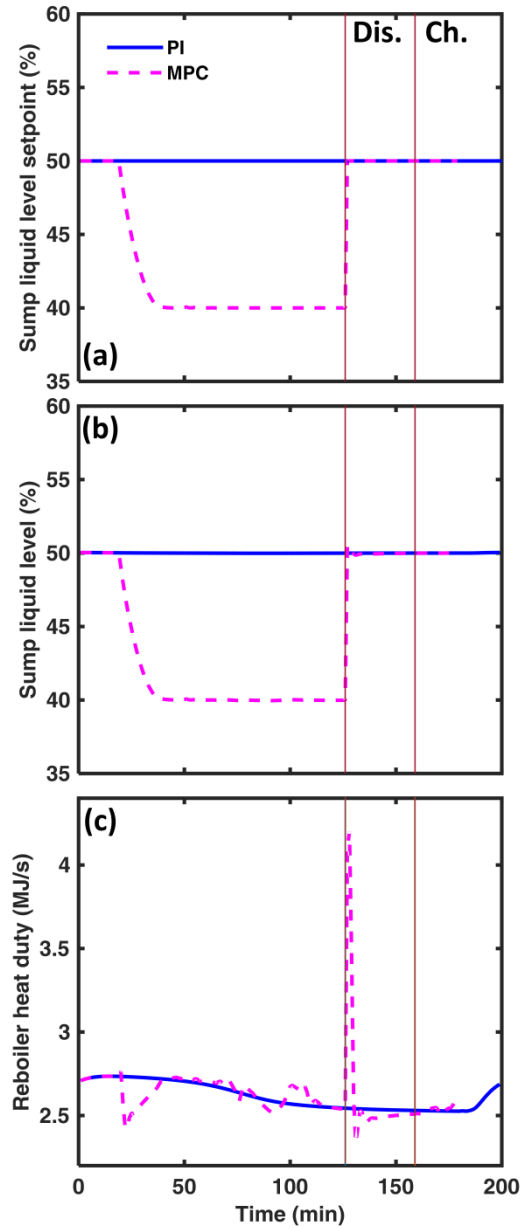 60
Dis.
Ch.
PI
MPC
55
50
45
40
35
Sump liquid level setpoint (%)
(a)
60
(b)
55
50
45
40
35
Sump liquid level (%)
(c)
4
3.5
3
2.5
Reboiler heat duty (MJ/s)
0
50
100
150
200
Time (min)